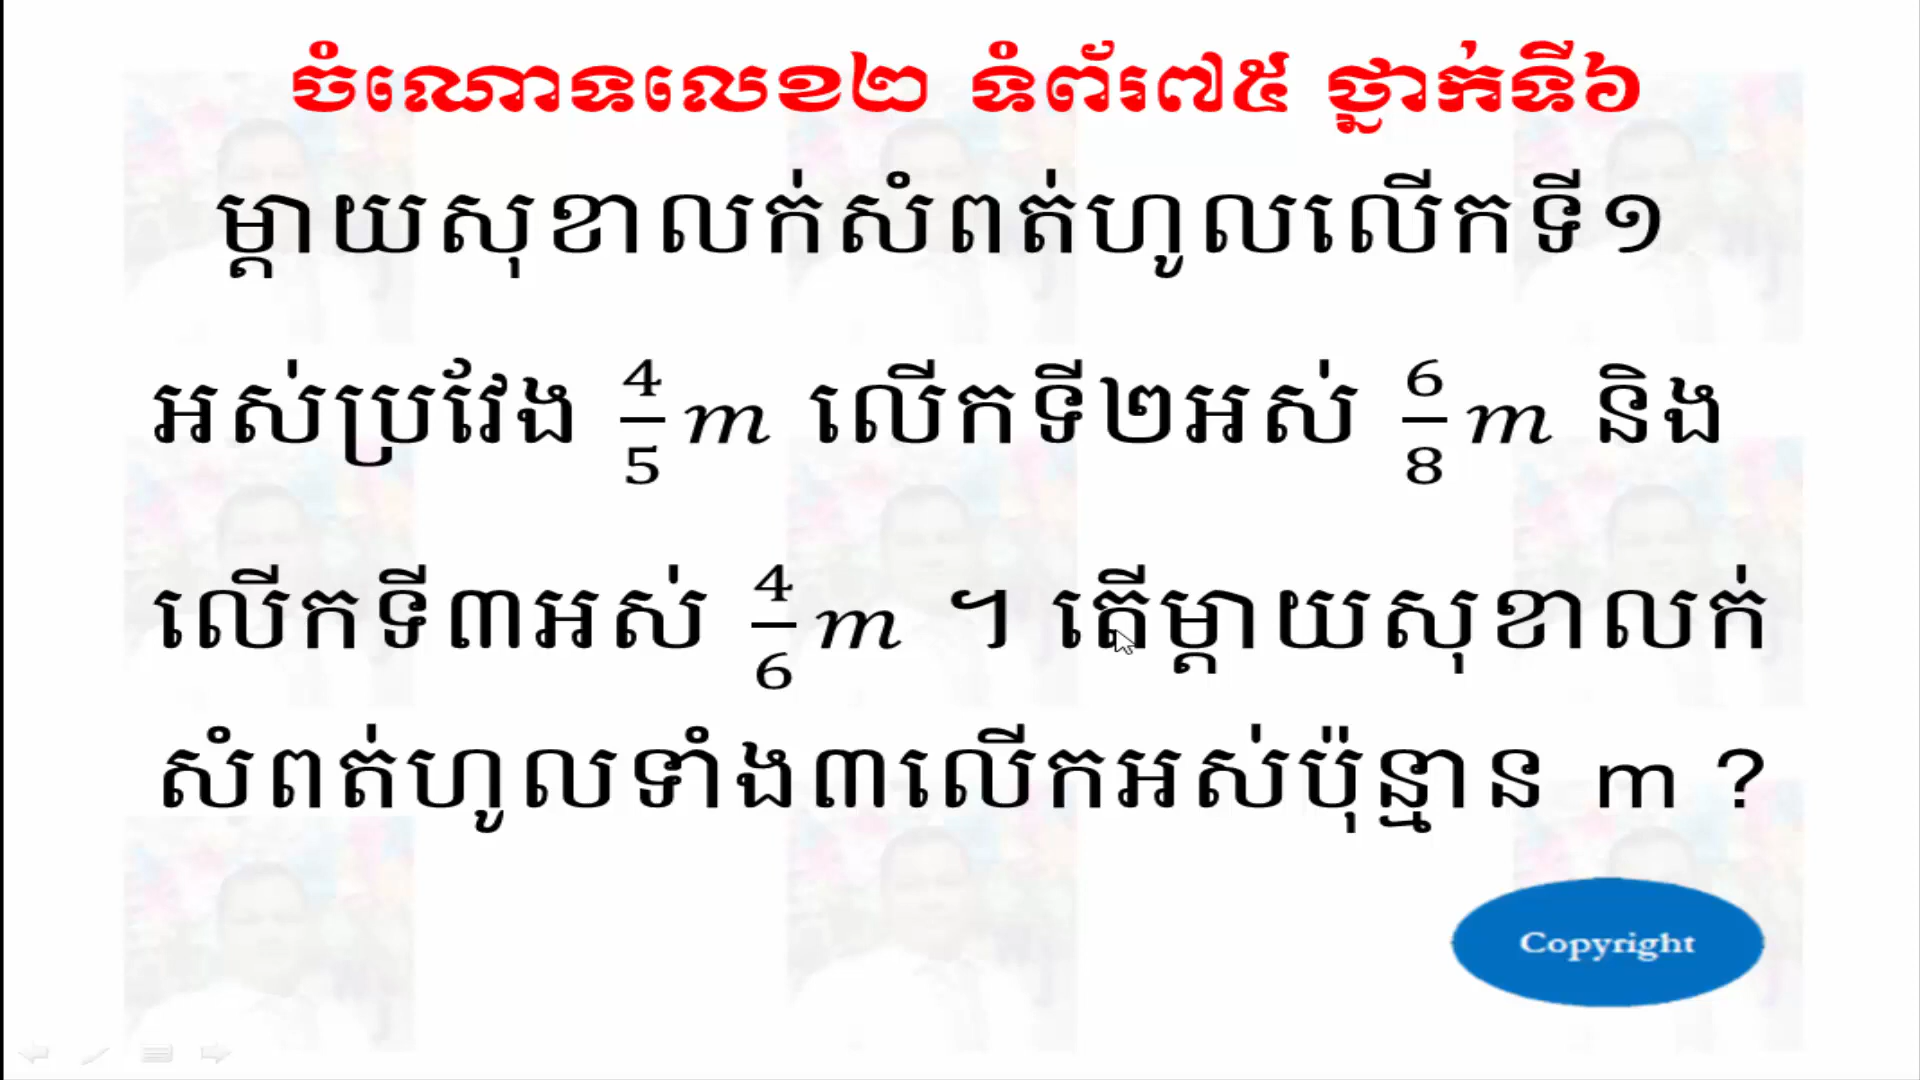 ចំណោទលេខ២ ទំព័រ៧៥ ថ្នាក់ទី៦
ម្ដាយសុខាលក់សំពត់ហូលលើកទី១
អស់ប្រវែង 4/5 m លើកទី២អស់ 6/8 m និង
លើកទី៣អស់ 4/6 m ។ តើម្ដាយសុខាលក់
សំពត់ហូលទាំង៣លើកអស់ប៉ុន្មាន m ?
Copyright